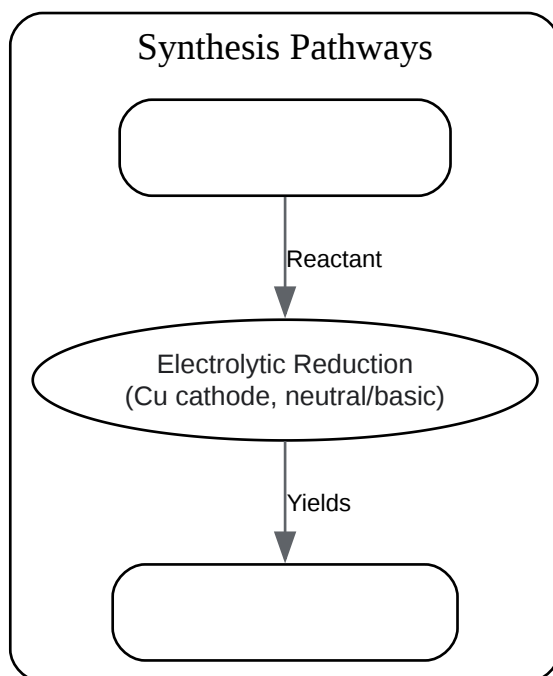 Synthesis Pathways
Reactant
Electrolytic Reduction
(Cu cathode, neutral/basic)
Yields